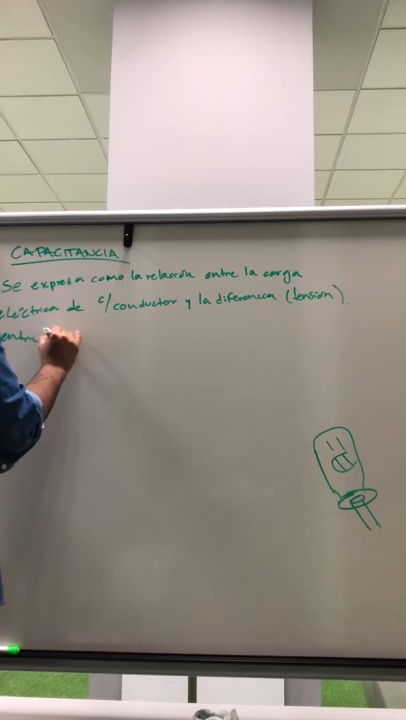 CAPACITANCIA
Se expresa como la relación entre la carga
eléctrica de c/conductor y la diferencia (tensión).
entre